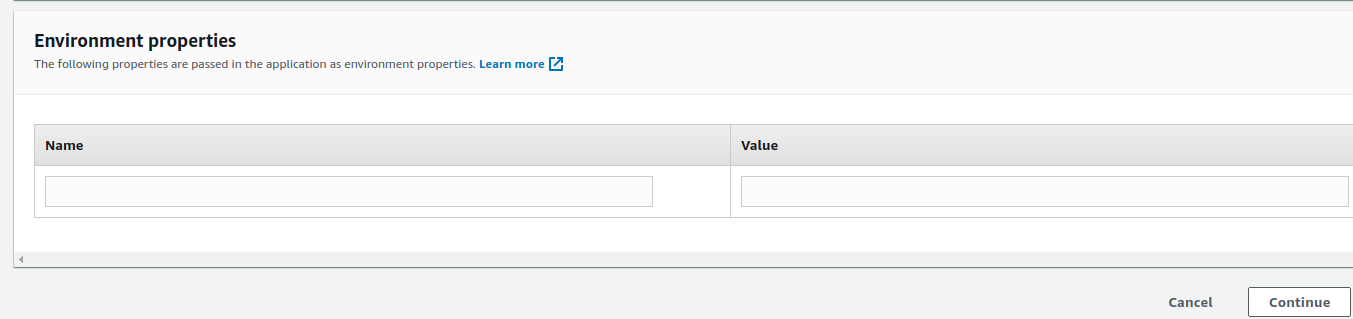 Environment properties
The following properties are passed in the application as environment properties. Learn more
Name Value
Cancel Continue